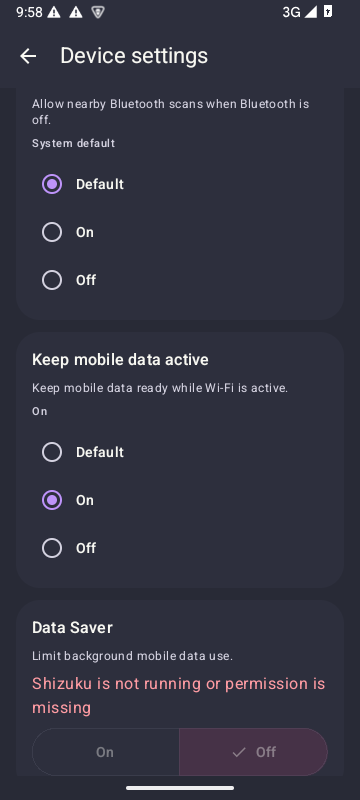 9:58
3G
Device settings
Allow nearby Bluetooth scans when Bluetooth is
off.
System default
Default
On
Off
Keep mobile data active
Keep mobile data ready while Wi-Fi is active.
On
Default
On
Off
Data Saver
Limit background mobile data use.
Shizuku is not running or permission is
missing
On
Off